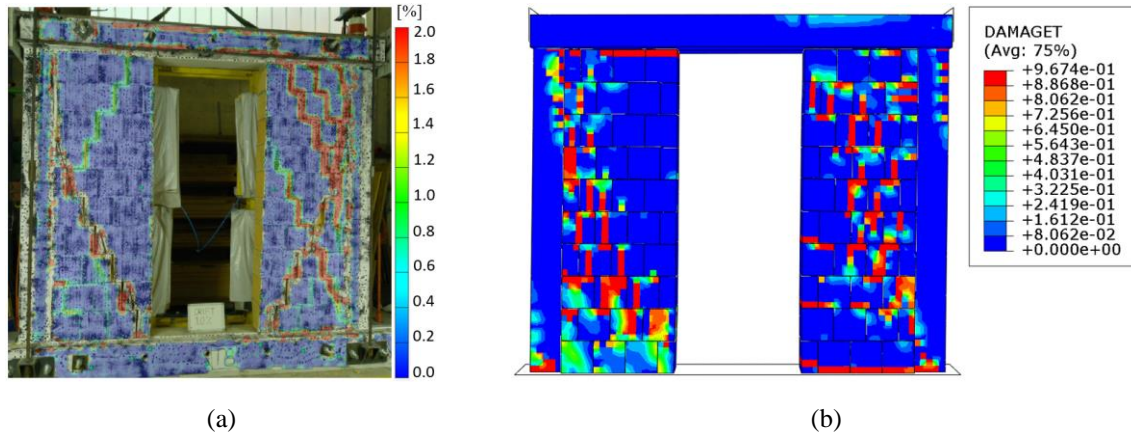 [%]
2.0
1.8
1.6
1.4
1.2
1.0
0.8
0.6
0.4
0.2
0.0
DAMAGET
(Avg: 75%)
+9.674e-01
+8.868e-01
+8.062e-01
+7.256e-01
+6.450e-01
+5.643e-01
+4.837e-01
+4.031e-01
+3.225e-01
+2.419e-01
+1.612e-01
+8.062e-02
+0.000e+00
(a)
(b)